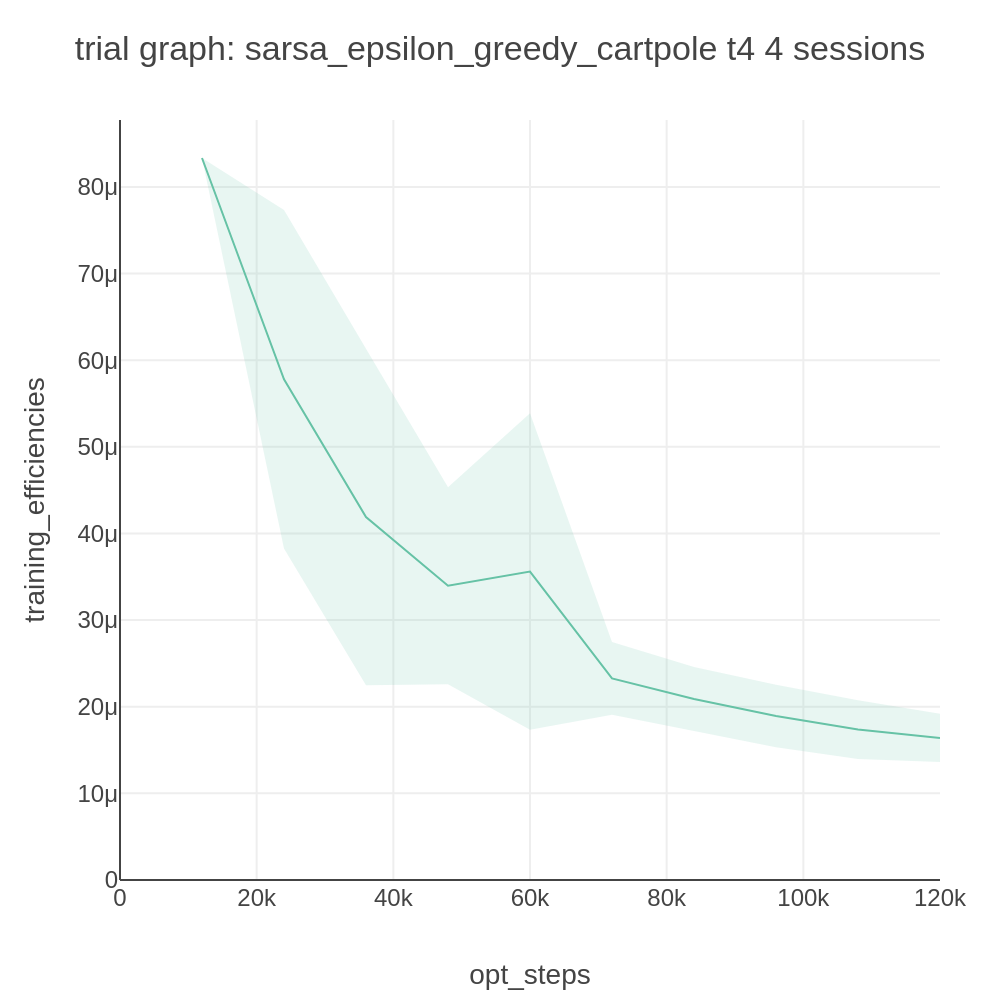 trial graph: sarsa_epsilon_greedy_cartpole t4 4 sessions
80μ
70μ
60μ
50μ
40μ
30μ
20μ
10μ
0
training_efficiencies
0
20k
40k
60k
80k
100k
120k
opt_steps